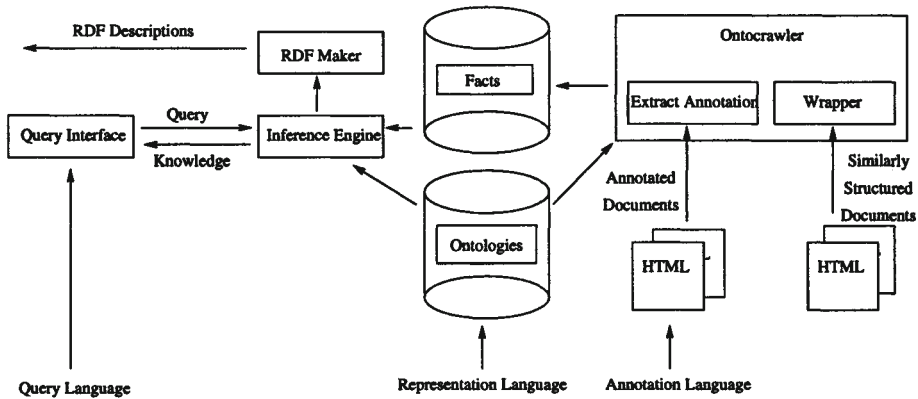 RDF Descriptions
RDF Maker
Facts
Ontocrawler
Extract Annotation
Wrapper
Query Interface
Query
Knowledge
Inference Engine
Annotated
Documents
Similarly
Structured
Documents
Ontologies
HTML
HTML
Query Language
Representation Language
Annotation Language